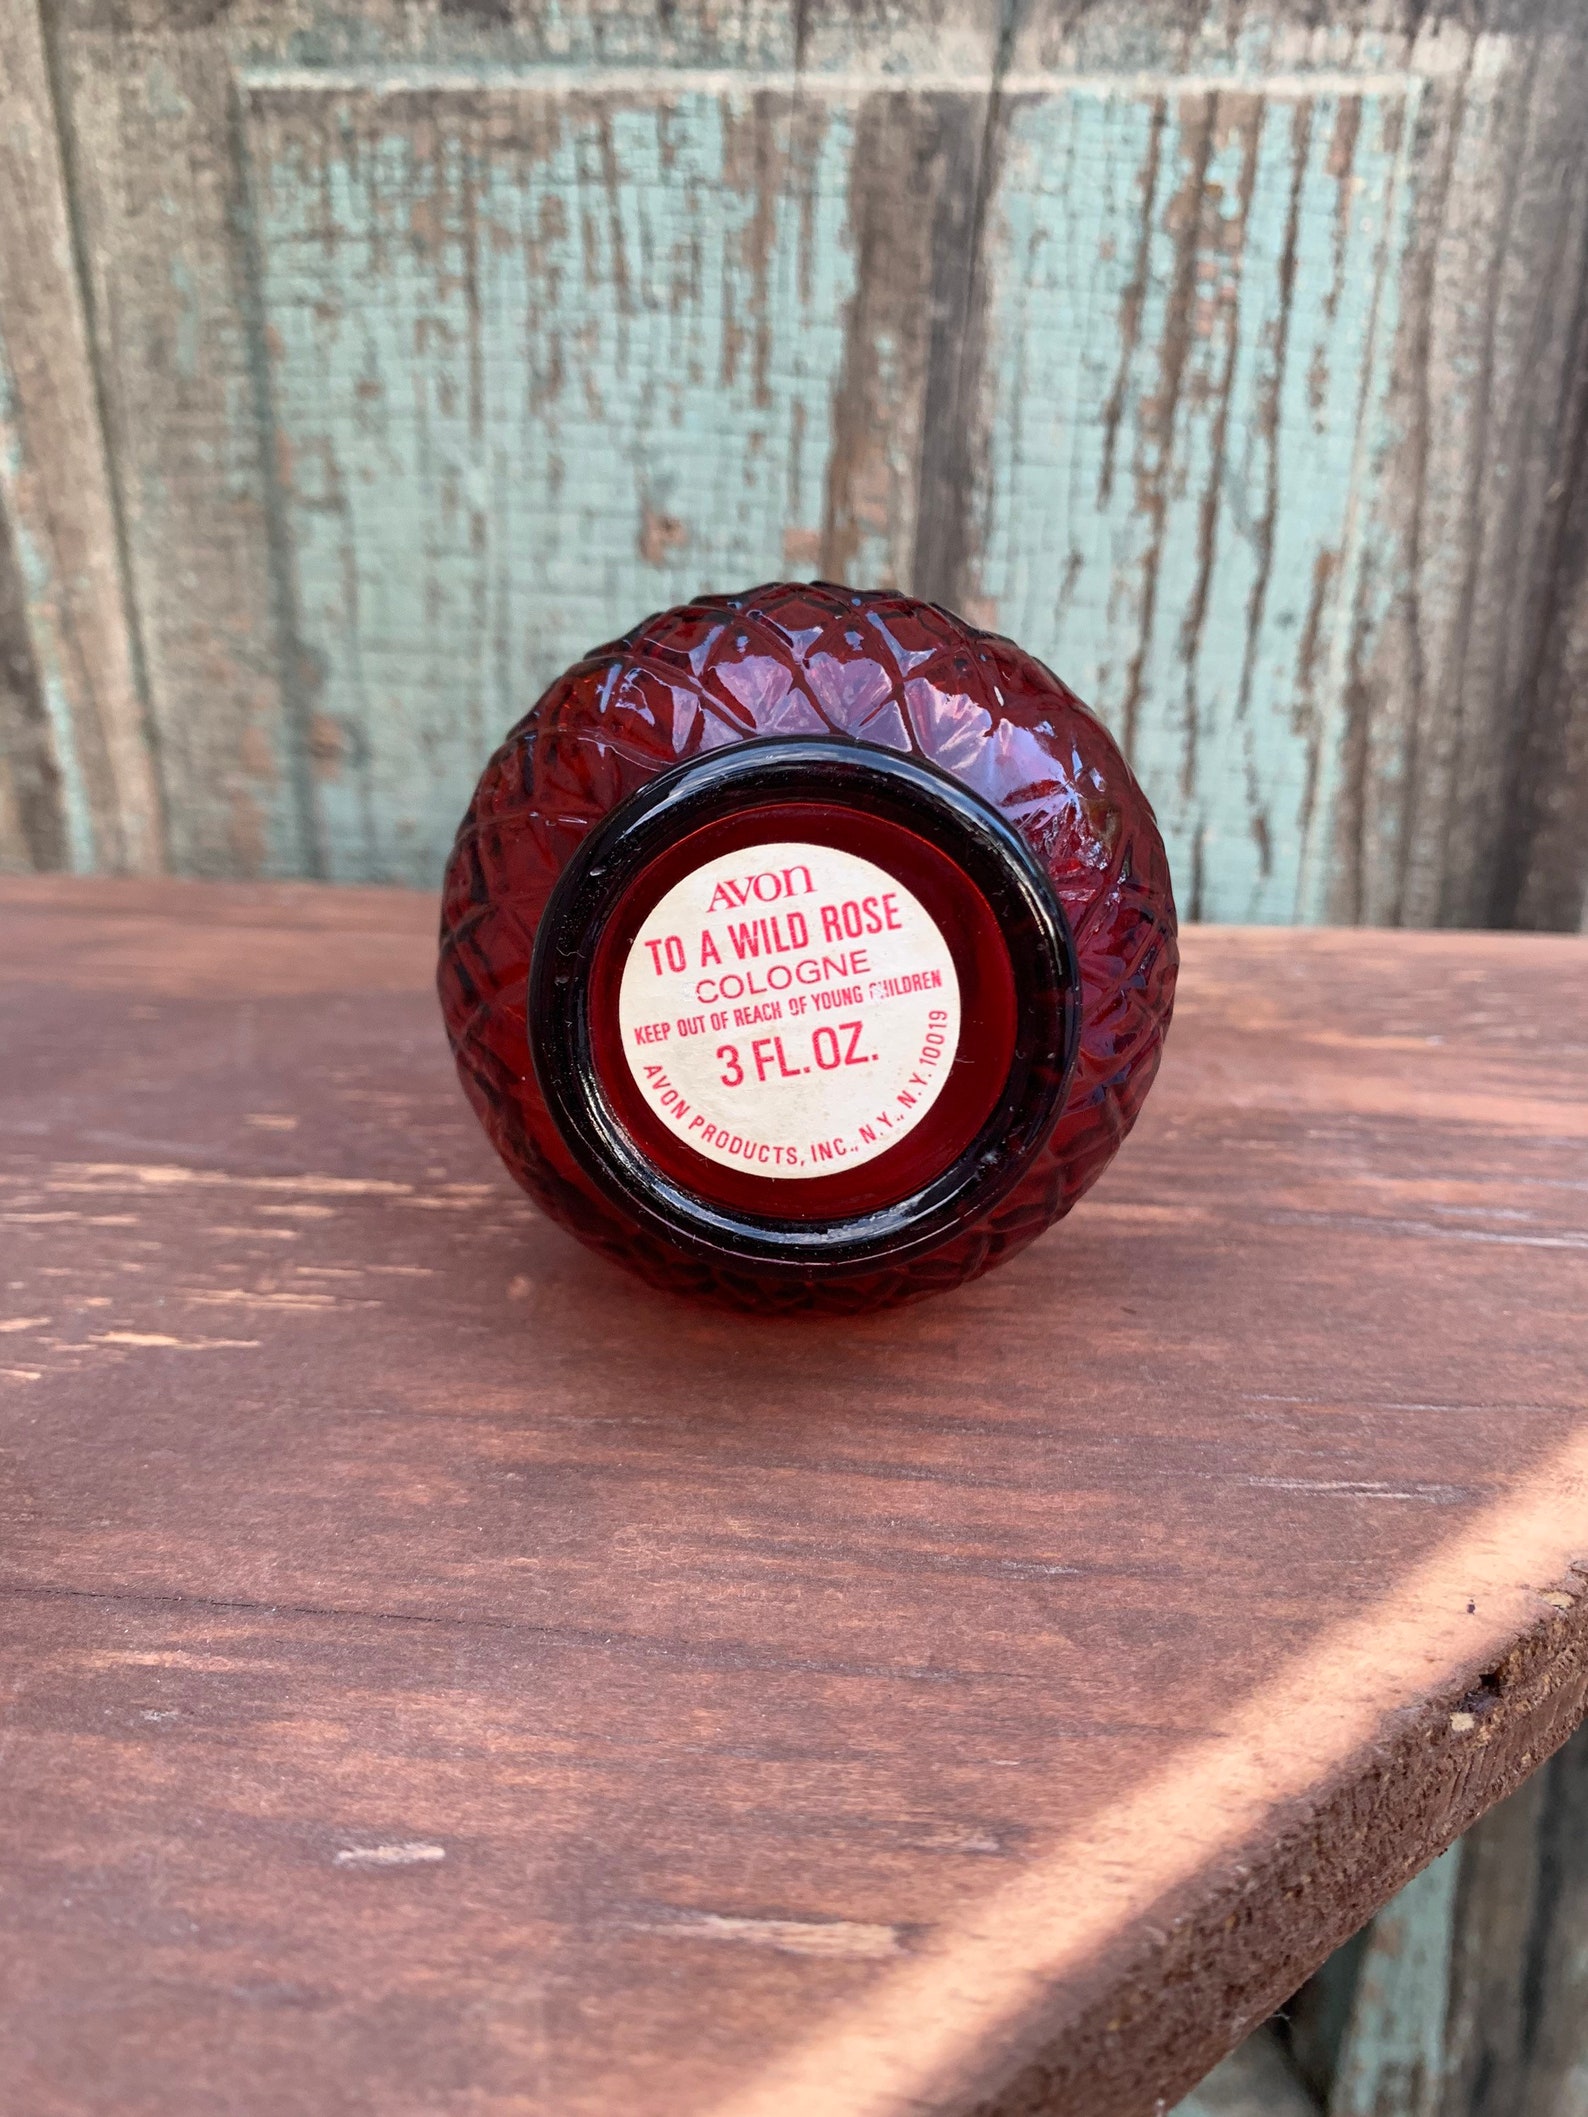 AVON
TO A WILD ROSE
COLOGNE
KEEP OUT OF REACH OF YOUNG CHILDREN
3 FL. OZ.
AVON PRODUCTS, INC., N.Y., N.Y. 10019